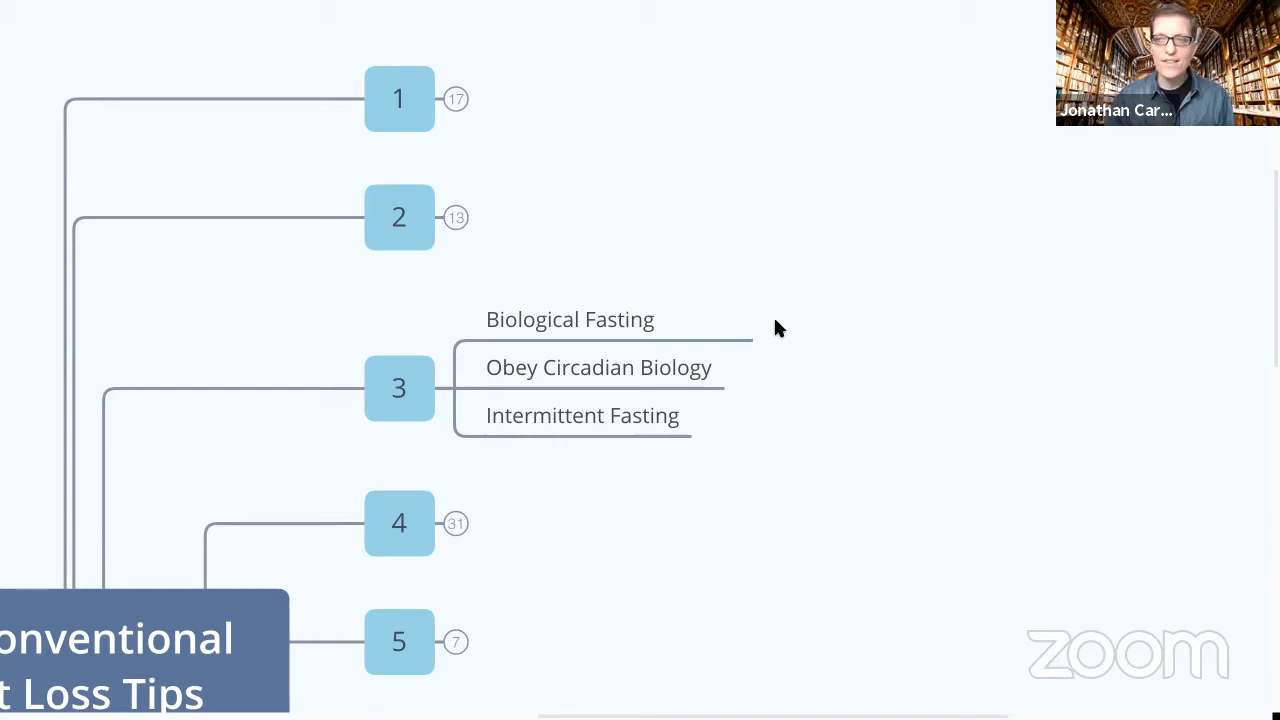 Jonathan Car...
1
17
2
13
Biological Fasting
Obey Circadian Biology
3
Intermittent Fasting
4
31
onventional
5
7
t Loss Tips
zoom